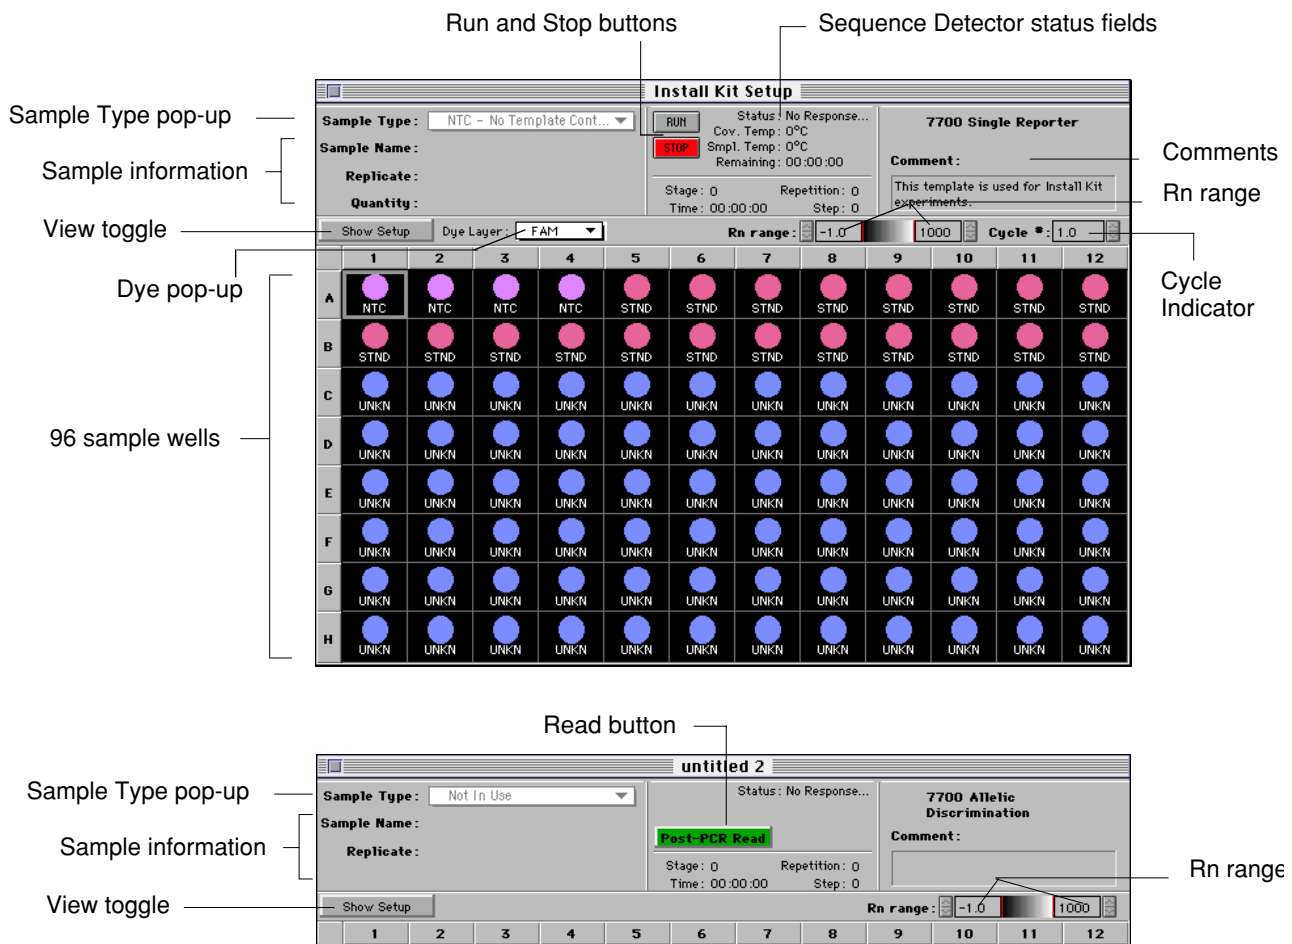 Run and Stop buttons
Sequence Detector status fields
Install Kit Setup
Sample Type pop-up
Sample Type: NTC - No Template Cont...
RUN
Status: No Response...
7700 Single Reporter
Cov. Temp: 0°C
Sample information
Sample Name:
STOP
Smpl. Temp: 0°C
Remaining: 00:00:00
Comment:
Comments
Replicate:
Stage: 0
Repetition: 0
This template is used for Install Kit
experiments.
Rn range
Quantity:
Time: 00:00:00
Step: 0
View toggle
Show Setup
Dye Layer: FAM
Rn range: -1.0
1000
Cycle #: 1.0
Dye pop-up
Cycle
Indicator
1 2 3 4 5 6 7 8 9 10 11 12
A
NTC NTC NTC NTC STND STND STND STND STND STND STND STND
B
STND STND STND STND STND STND STND STND STND STND STND STND
C
UNKN UNKN UNKN UNKN UNKN UNKN UNKN UNKN UNKN UNKN UNKN UNKN
96 sample wells
D
UNKN UNKN UNKN UNKN UNKN UNKN UNKN UNKN UNKN UNKN UNKN UNKN
E
UNKN UNKN UNKN UNKN UNKN UNKN UNKN UNKN UNKN UNKN UNKN UNKN
F
UNKN UNKN UNKN UNKN UNKN UNKN UNKN UNKN UNKN UNKN UNKN UNKN
G
UNKN UNKN UNKN UNKN UNKN UNKN UNKN UNKN UNKN UNKN UNKN UNKN
H
UNKN UNKN UNKN UNKN UNKN UNKN UNKN UNKN UNKN UNKN UNKN UNKN
Read button
untitled 2
Sample Type pop-up
Sample Type: Not In Use
Status: No Response...
7700 Allelic
Discrimination
Sample information
Sample Name:
Post-PCR Read
Comment:
Replicate:
Stage: 0
Repetition: 0
Time: 00:00:00
Step: 0
Rn range
View toggle
Show Setup
Rn range: -1.0
1000
1 2 3 4 5 6 7 8 9 10 11 12